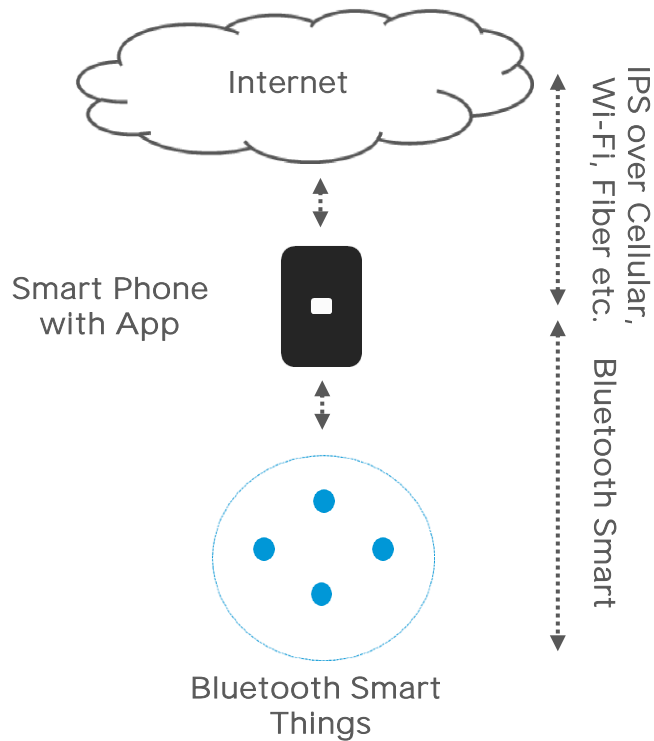 Internet
IPS over Cellular,
Wi-Fi, Fiber etc.
Smart Phone
with App
Bluetooth Smart
Bluetooth Smart
Things